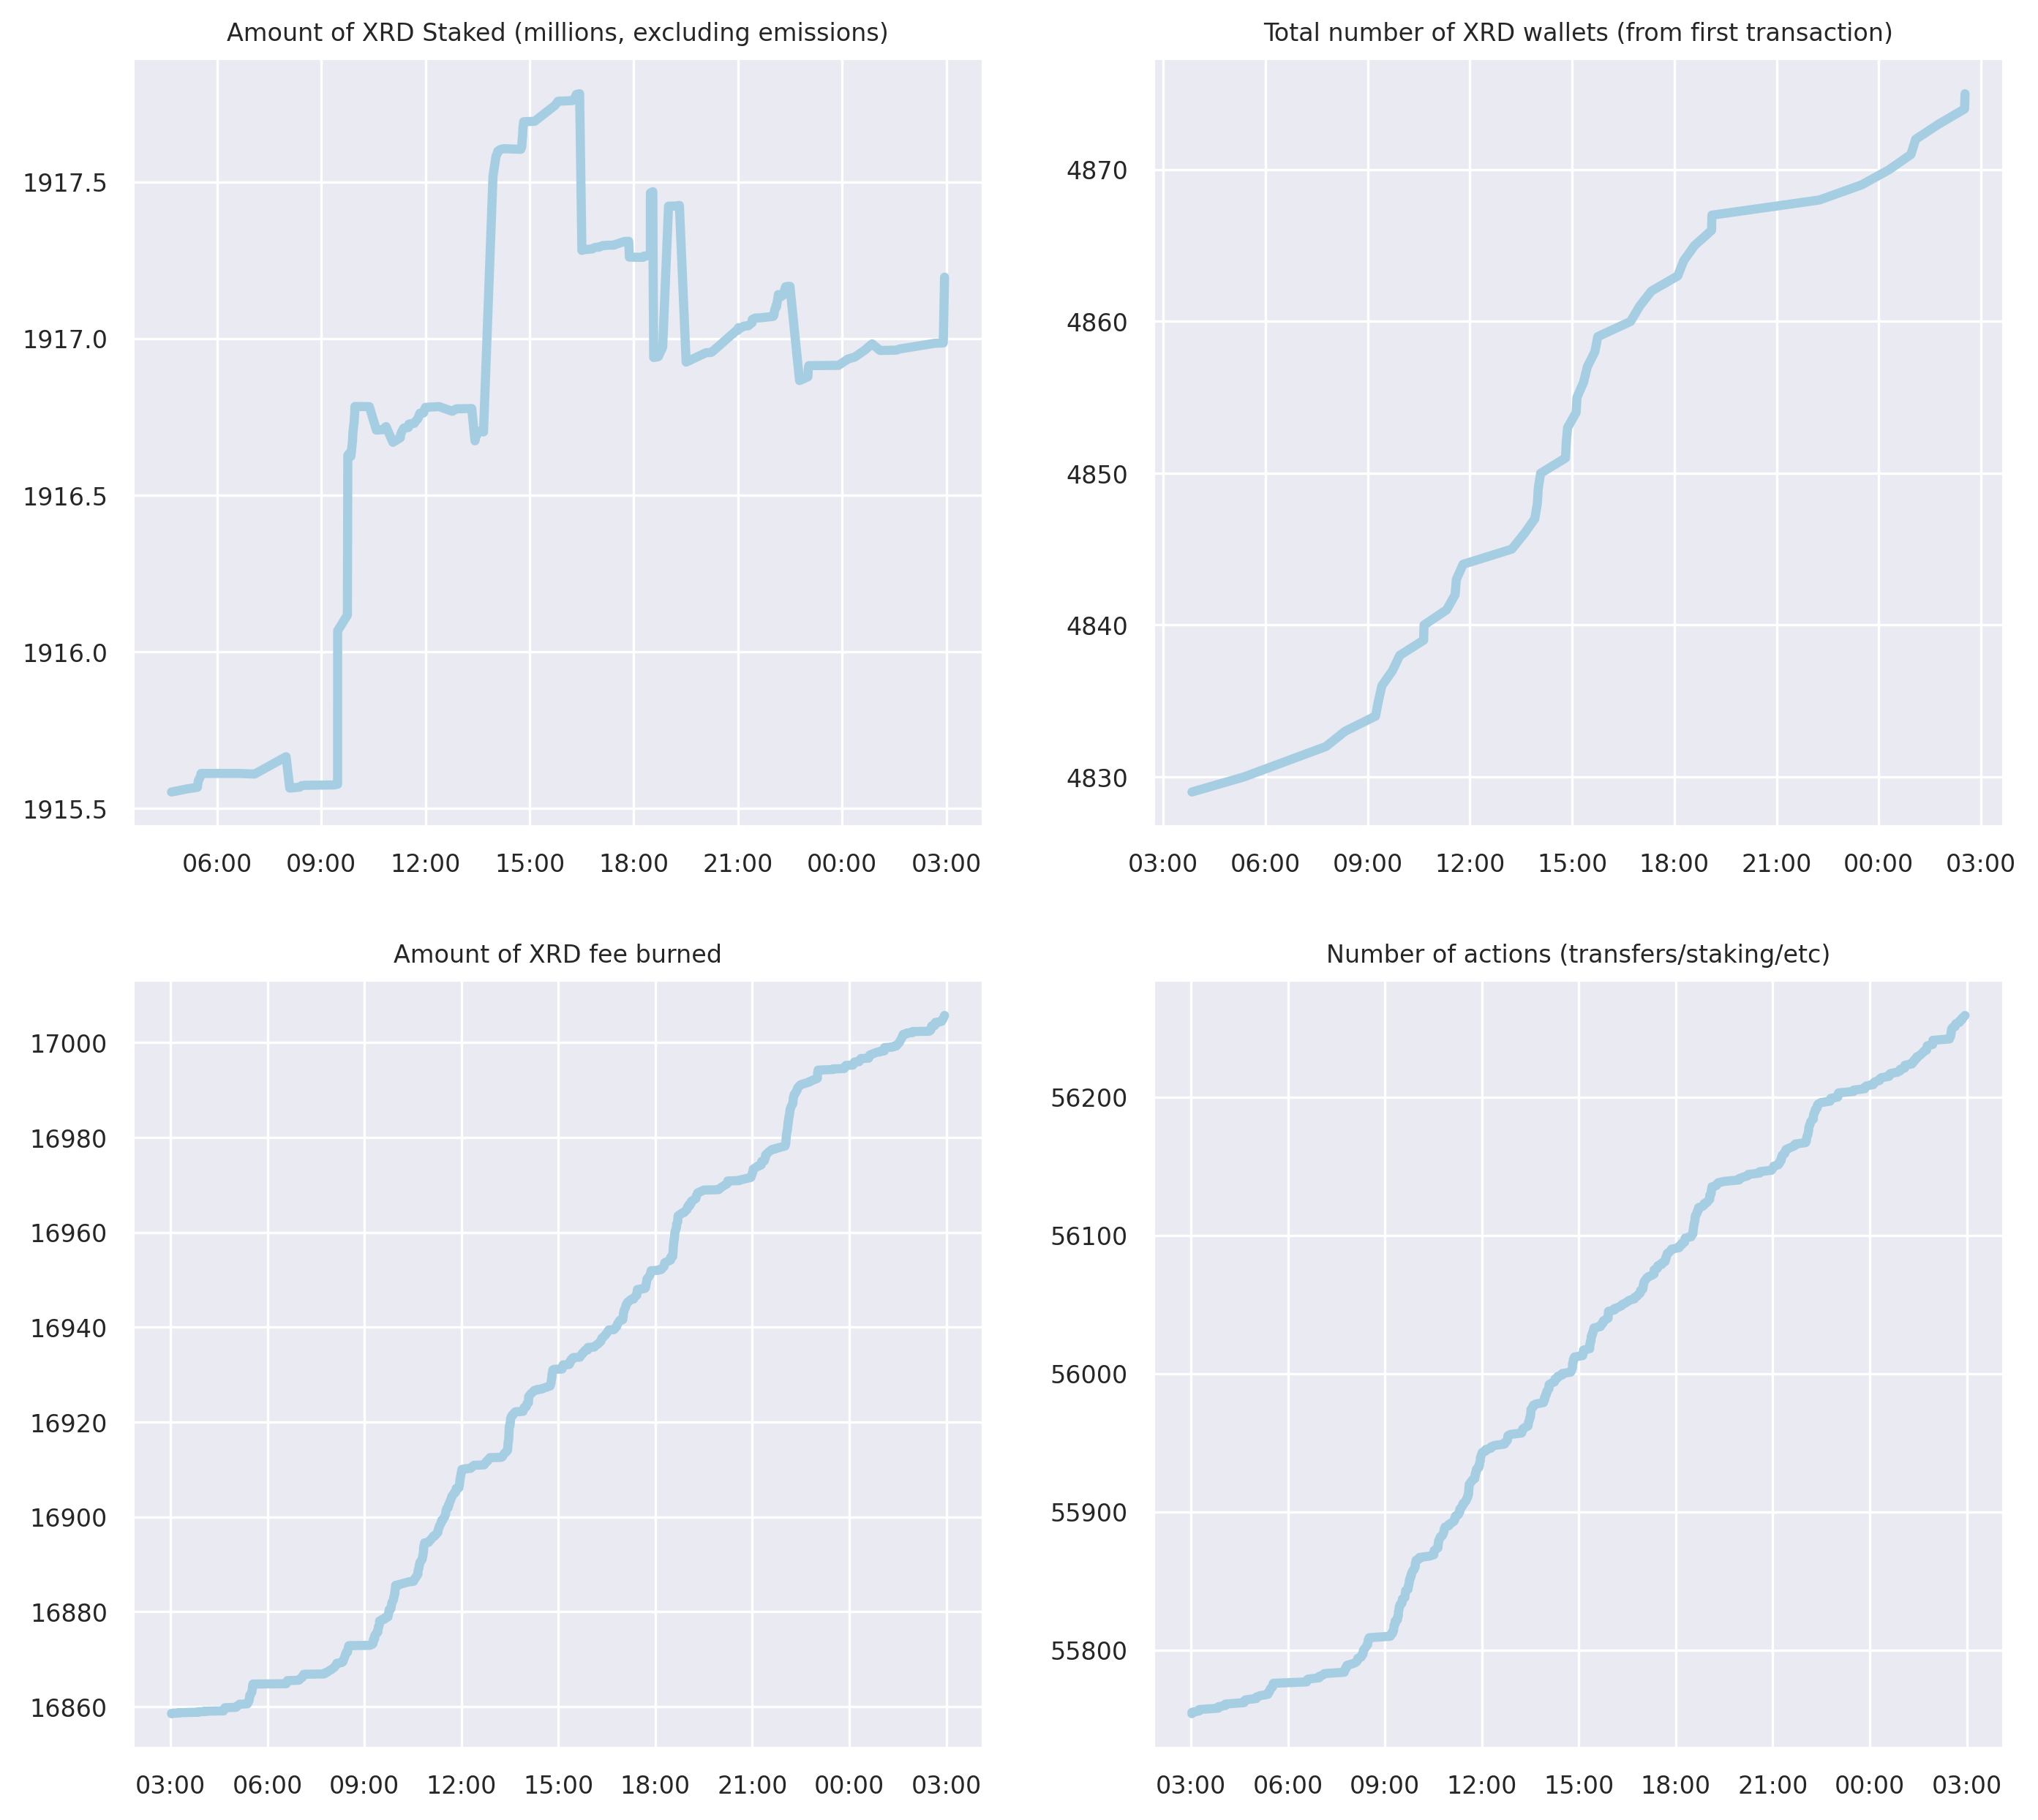 Amount of XRD Staked (millions, excluding emissions)
1917.5
1917.0
1916.5
1916.0
1915.5
06:00 09:00 12:00 15:00 18:00 21:00 00:00 03:00
Total number of XRD wallets (from first transaction)
4870
4860
4850
4840
4830
03:00 06:00 09:00 12:00 15:00 18:00 21:00 00:00 03:00
Amount of XRD fee burned
17000
16980
16960
16940
16920
16900
16880
16860
03:00 06:00 09:00 12:00 15:00 18:00 21:00 00:00 03:00
Number of actions (transfers/staking/etc)
56200
56100
56000
55900
55800
03:00 06:00 09:00 12:00 15:00 18:00 21:00 00:00 03:00